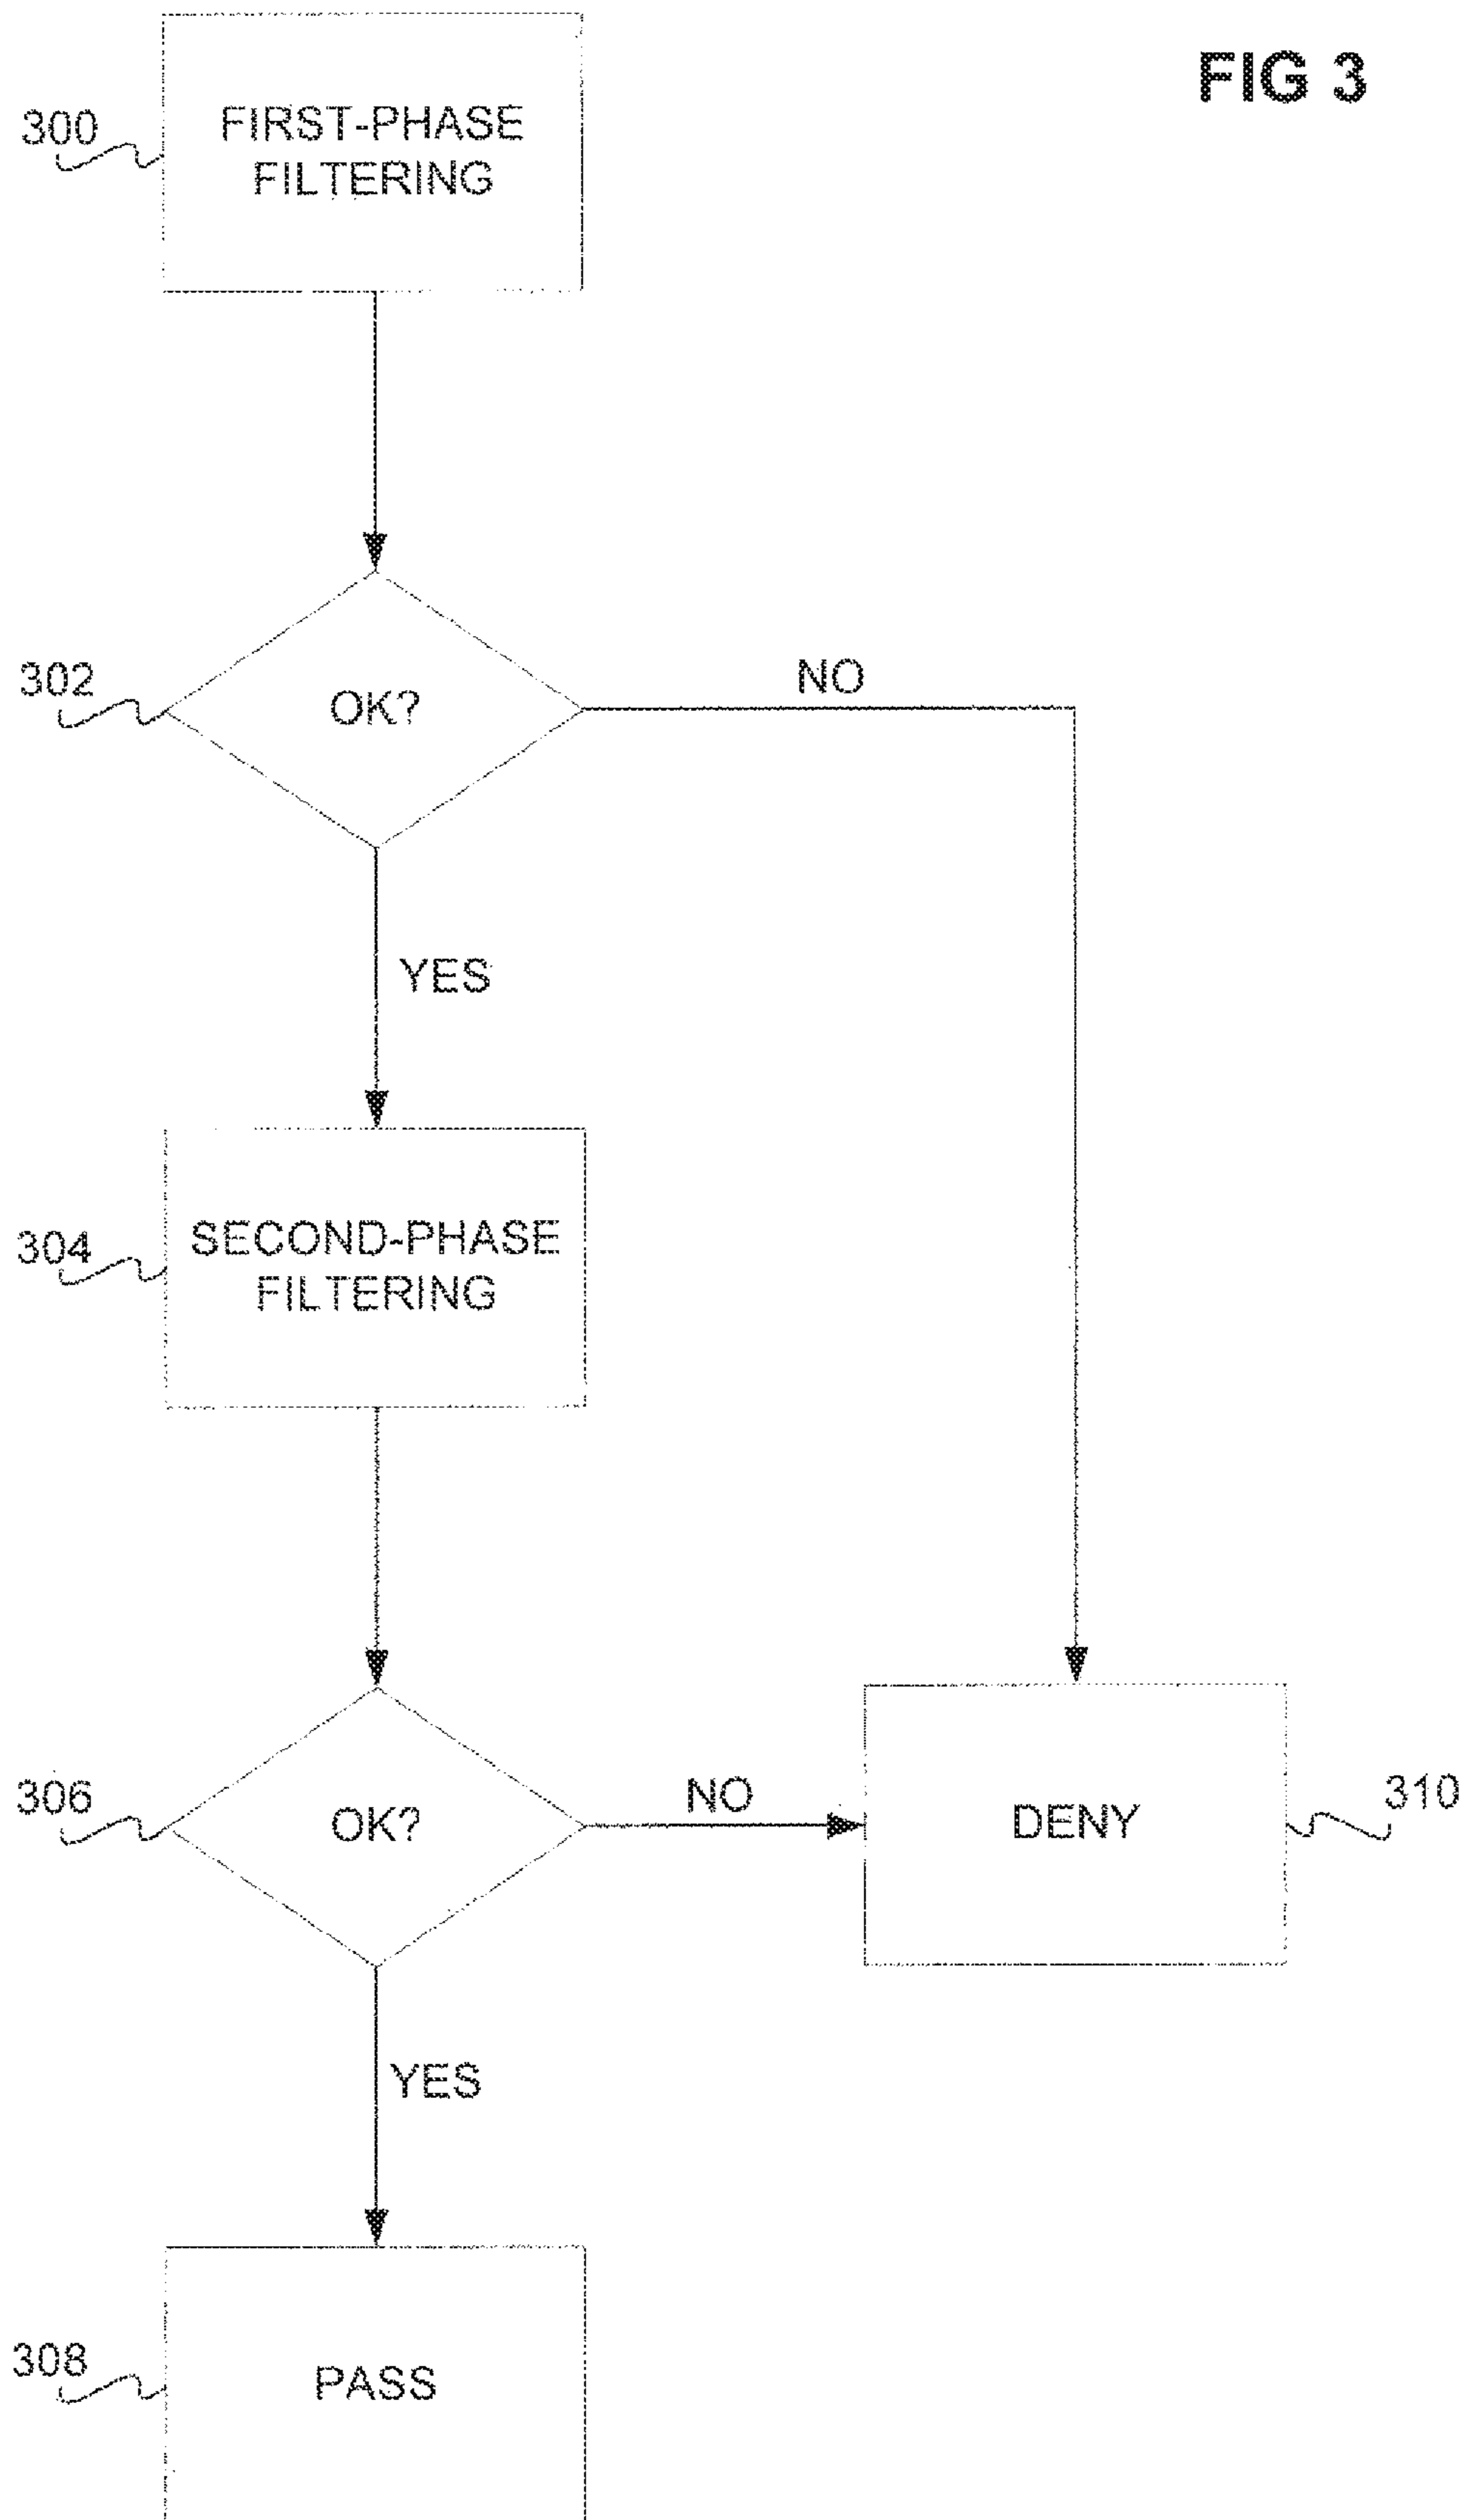 FIG 3
300
FIRST-PHASE
FILTERING
302
OK?
NO
YES
304
SECOND-PHASE
FILTERING
306
OK?
NO
DENY
310
YES
308
PASS